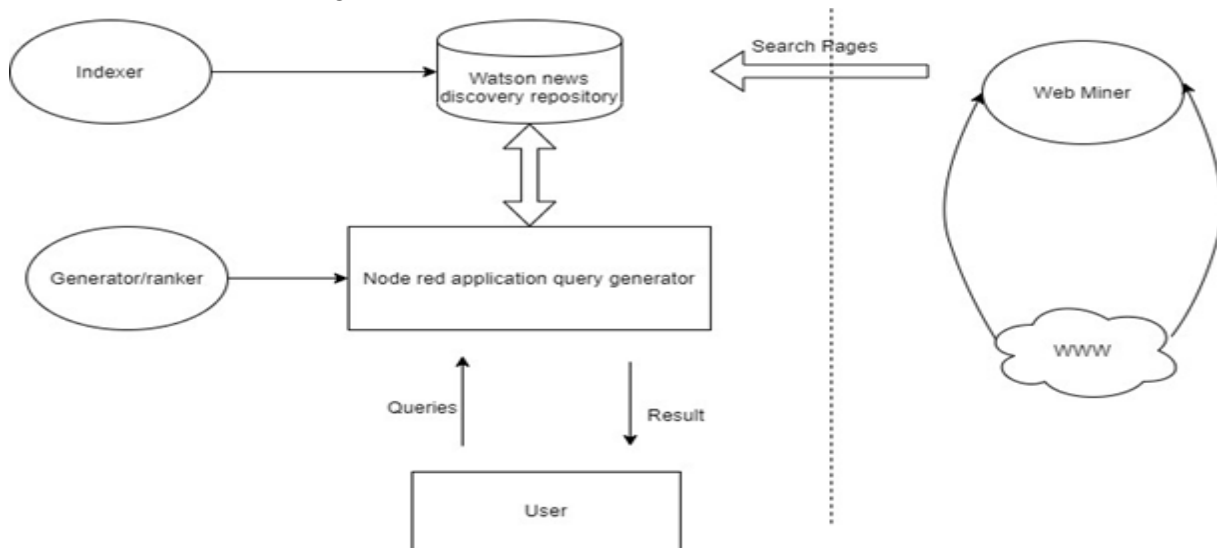 Indexer
Watson news
discovery repository
Search Pages
Web Miner
Generator/ranker
Node red application query generator
WWW
Queries
Result
User